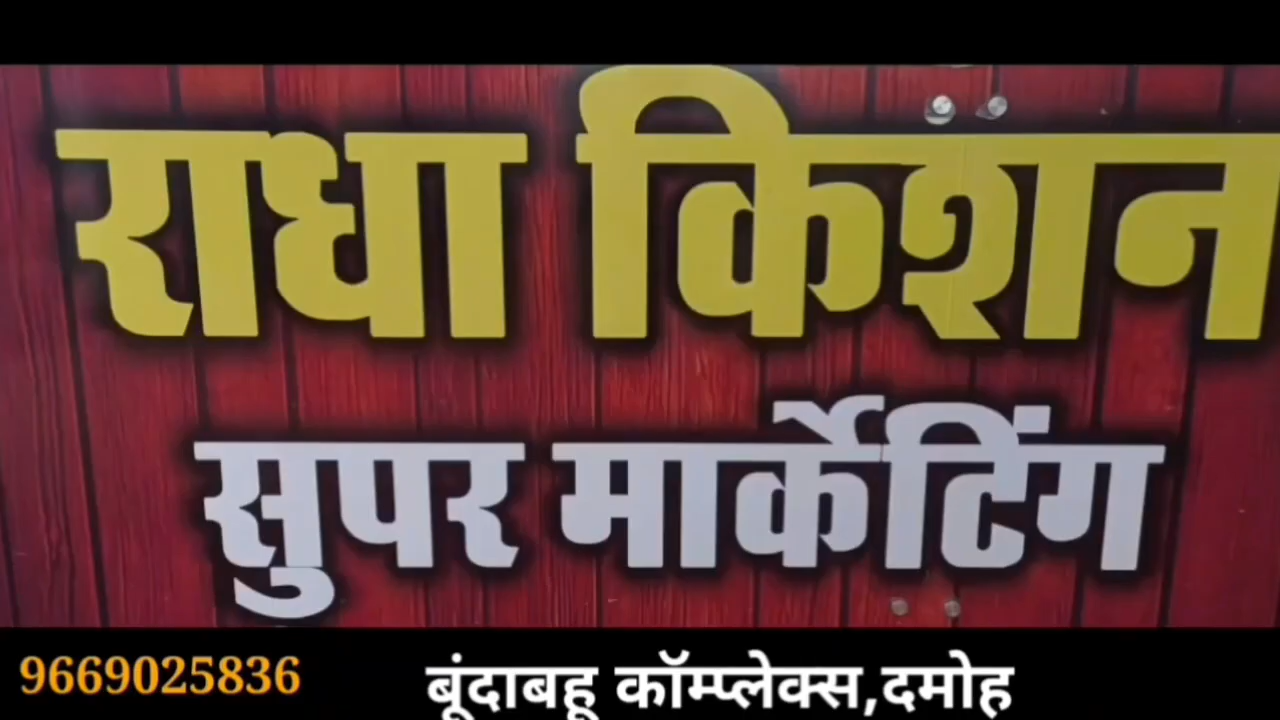 राधा किशन
सुपर मार्केटिंग
9669025836 बूंदाबहू कॉम्प्लेक्स,दमोह